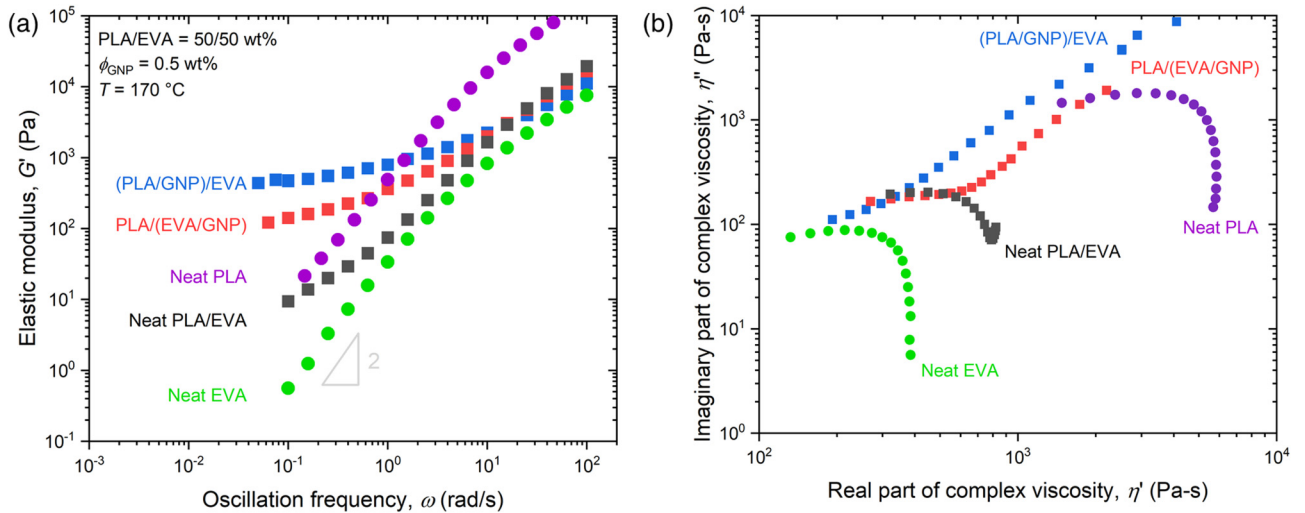 (a)
PLA/EVA = 50/50 wt%
ϕGNP = 0.5 wt%
T = 170 °C
(PLA/GNP)/EVA
PLA/(EVA/GNP)
Neat PLA
Neat PLA/EVA
Neat EVA
2
Elastic modulus, G' (Pa)
10⁵
10⁴
10³
10²
10¹
10⁰
10⁻¹
10⁻³
10⁻²
10⁻¹
10⁰
10¹
10²
Oscillation frequency, ω (rad/s)
(b)
(PLA/GNP)/EVA
PLA/(EVA/GNP)
Neat PLA
Neat PLA/EVA
Neat EVA
Imaginary part of complex viscosity, η'' (Pa-s)
10⁴
10³
10²
10¹
10⁰
10²
10³
10⁴
Real part of complex viscosity, η' (Pa-s)